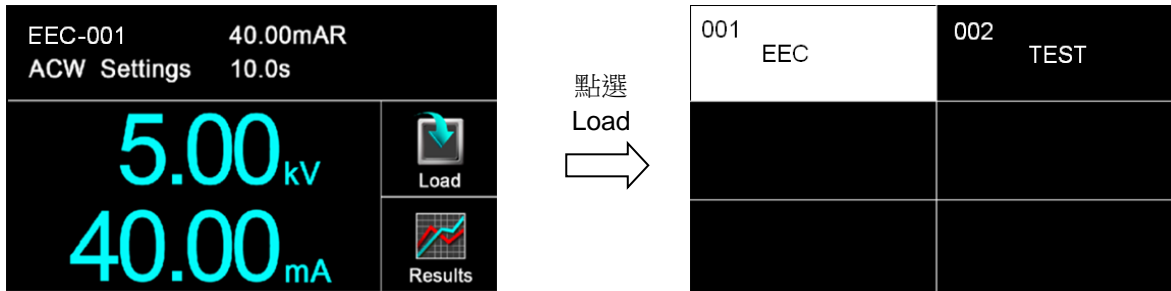 EEC-001 40.00mAR
ACW Settings 10.0s
5.00kV
Load
40.00mA
Results
點選
Load
001
EEC
002
TEST